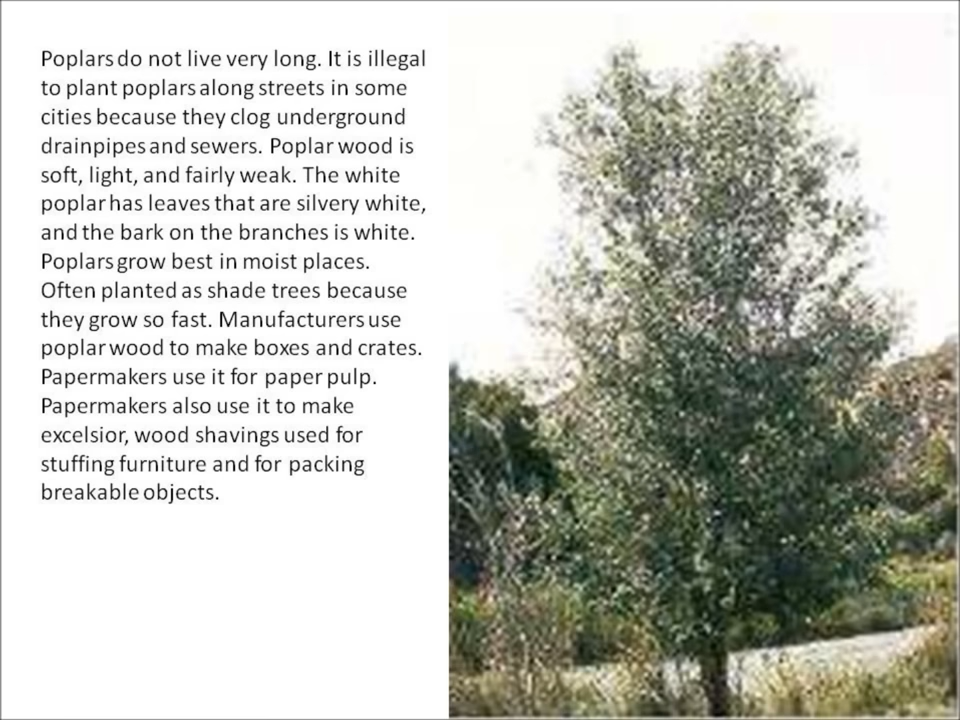 Poplars do not live very long. It is illegal
to plant poplars along streets in some
cities because they clog underground
drainpipes and sewers. Poplar wood is
soft, light, and fairly weak. The white
poplar has leaves that are silvery white,
and the bark on the branches is white.
Poplars grow best in moist places.
Often planted as shade trees because
they grow so fast. Manufacturers use
poplar wood to make boxes and crates.
Papermakers use it for paper pulp.
Papermakers also use it to make
excelsior, wood shavings used for
stuffing furniture and for packing
breakable objects.